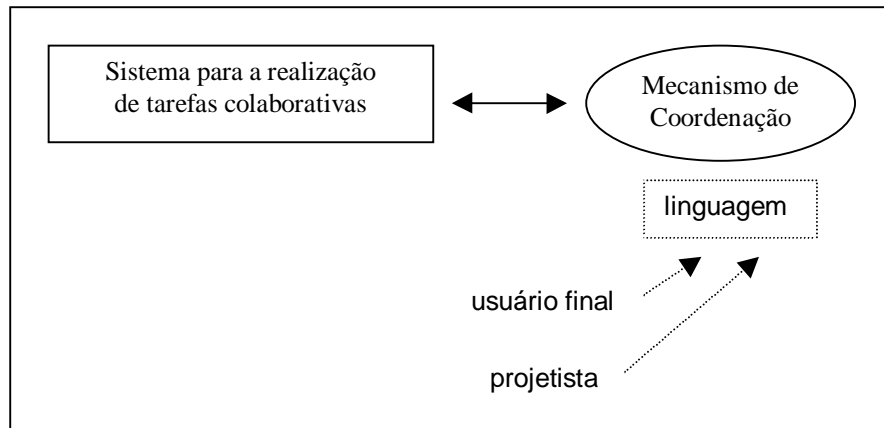 Sistema para a realização
de tarefas colaborativas
Mecanismo de
Coordenação
linguagem
usuário final
projetista